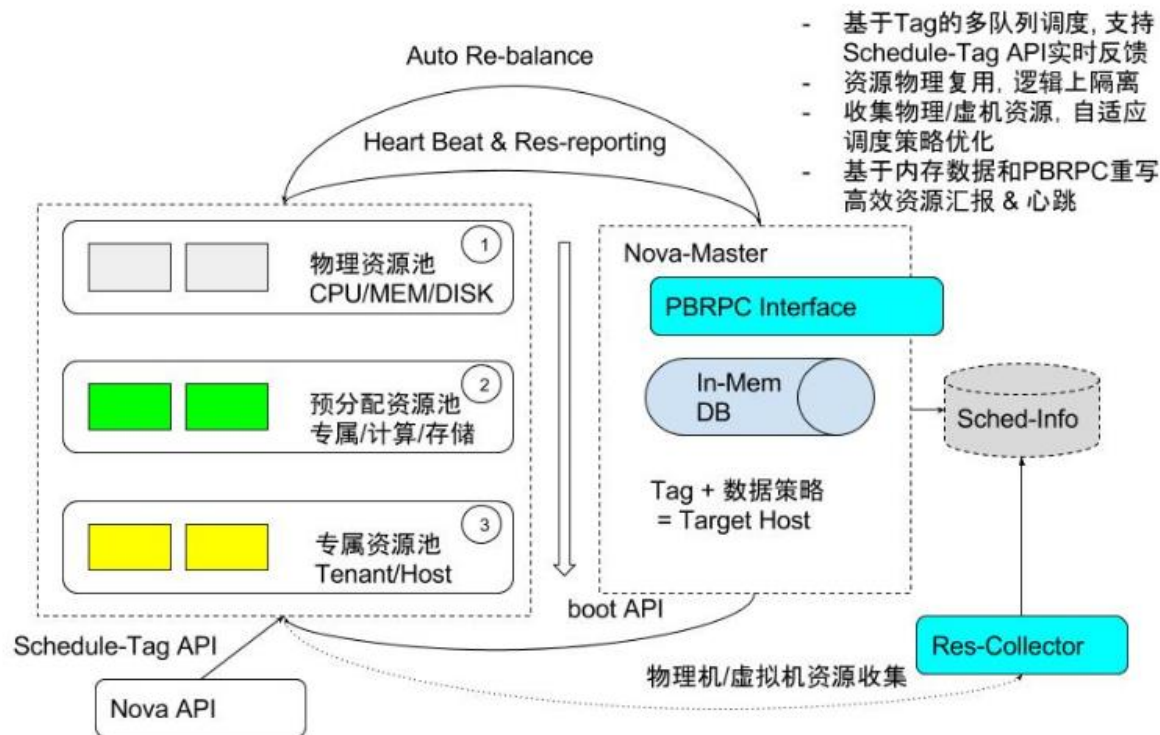 - 基于Tag的多队列调度, 支持
Schedule-Tag API实时反馈
- 资源物理复用, 逻辑上隔离
- 收集物理/虚机资源, 自适应
调度策略优化
- 基于内存数据和PBRPC重写
高效资源汇报 & 心跳
Auto Re-balance
Heart Beat & Res-reporting
1
物理资源池
CPU/MEM/DISK
2
预分配资源池
专属/计算/存储
3
专属资源池
Tenant/Host
Nova-Master
PBRPC Interface
In-Mem
DB
Tag + 数据策略
= Target Host
Sched-Info
boot API
Schedule-Tag API
Nova API
物理机/虚拟机资源收集
Res-Collector